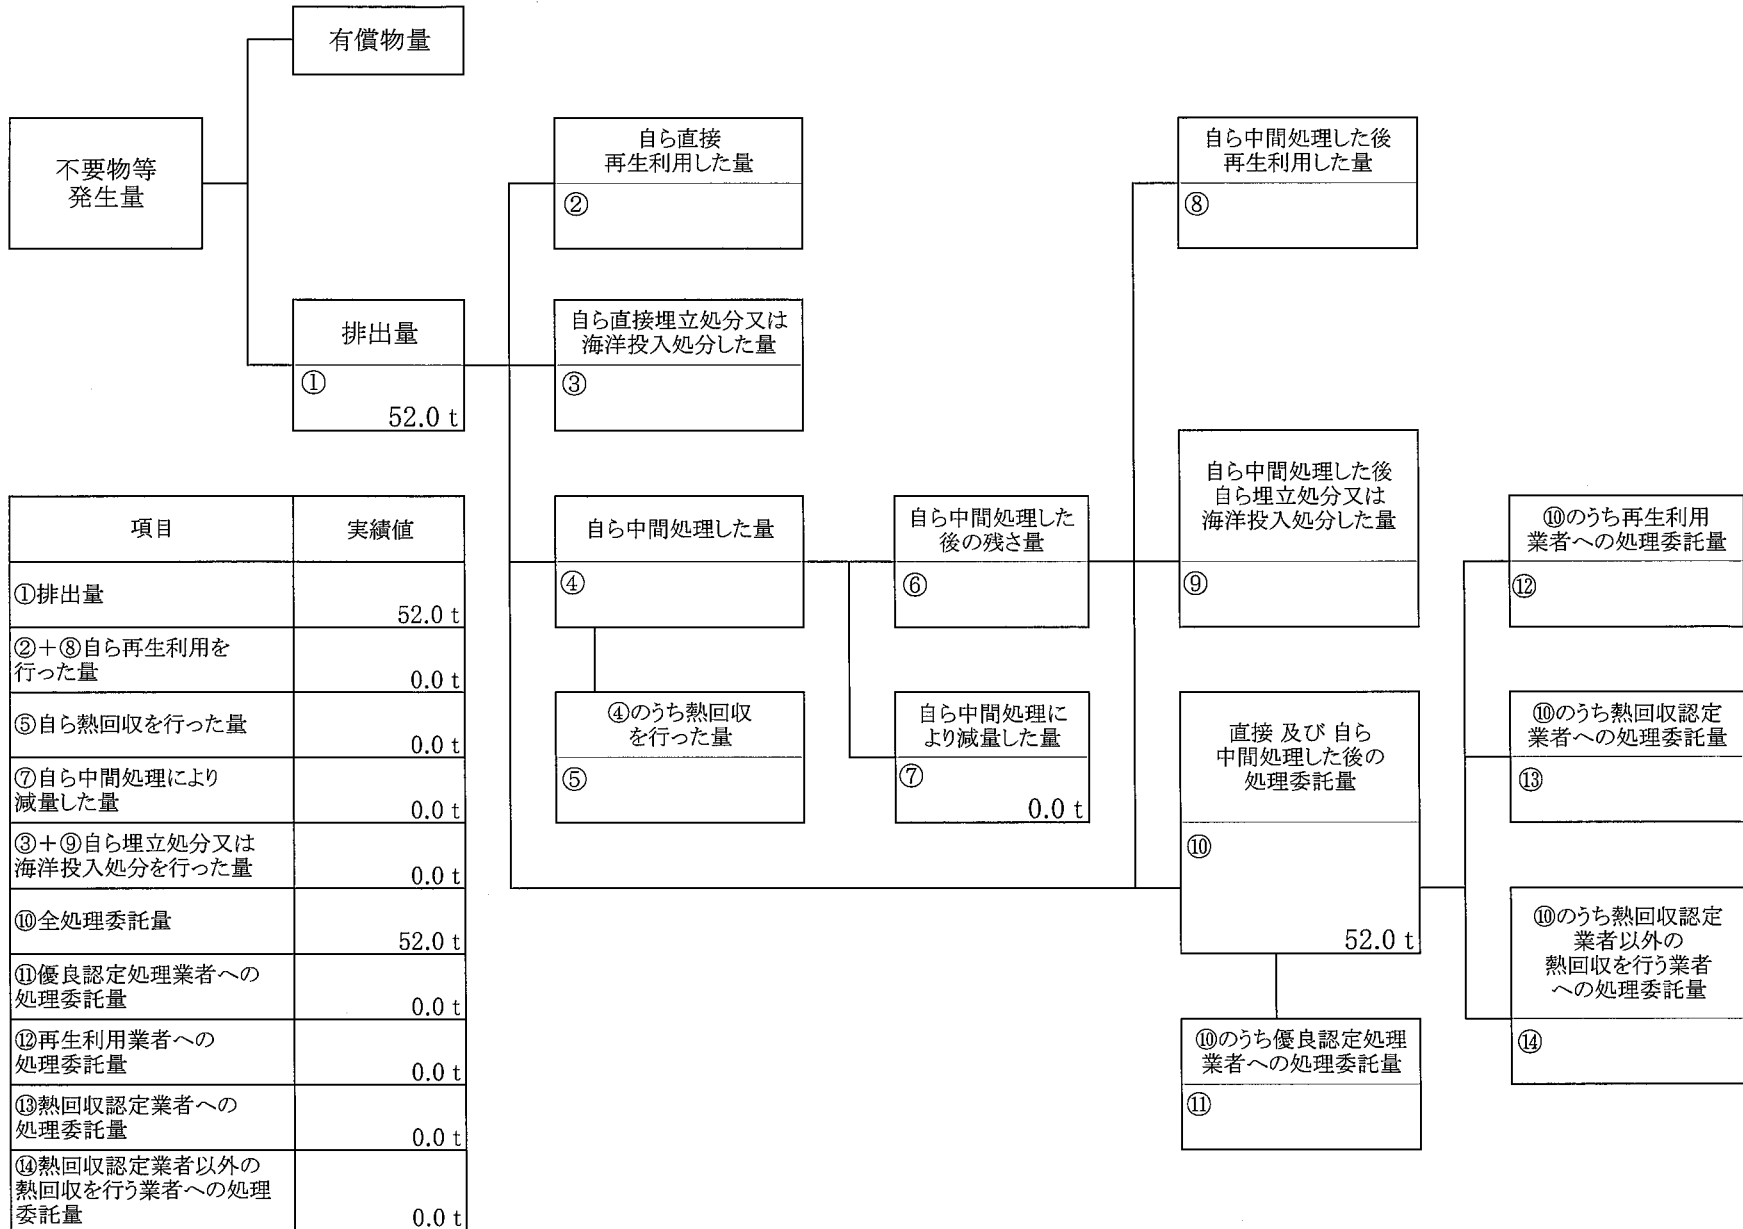 有償物量
不要物等
発生量
排出量
①
52.0 t
自ら直接
再生利用した量
②
自ら直接埋立処分又は
海洋投入処分した量
③
自ら中間処理した量
④
④のうち熱回収
を行った量
⑤
自ら中間処理した
後の残さ量
⑥
自ら中間処理に
より減量した量
⑦
0.0 t
自ら中間処理した後
再生利用した量
⑧
自ら中間処理した後
自ら埋立処分又は
海洋投入処分した量
⑨
直接 及び 自ら
中間処理した後の
処理委託量
⑩
52.0 t
⑩のうち優良認定処理
業者への処理委託量
⑪
⑩のうち再生利用
業者への処理委託量
⑫
⑩のうち熱回収認定
業者への処理委託量
⑬
⑩のうち熱回収認定
業者以外の
熱回収を行う業者
への処理委託量
⑭
項目 実績値
①排出量
52.0 t
②+⑧自ら再生利用を
行った量
0.0 t
⑤自ら熱回収を行った量
0.0 t
⑦自ら中間処理により
減量した量
0.0 t
③+⑨自ら埋立処分又は
海洋投入処分を行った量
0.0 t
⑩全処理委託量
52.0 t
⑪優良認定処理業者への
処理委託量
0.0 t
⑫再生利用業者への
処理委託量
0.0 t
⑬熱回収認定業者への
処理委託量
0.0 t
⑭熱回収認定業者以外の
熱回収を行う業者への処理
委託量
0.0 t